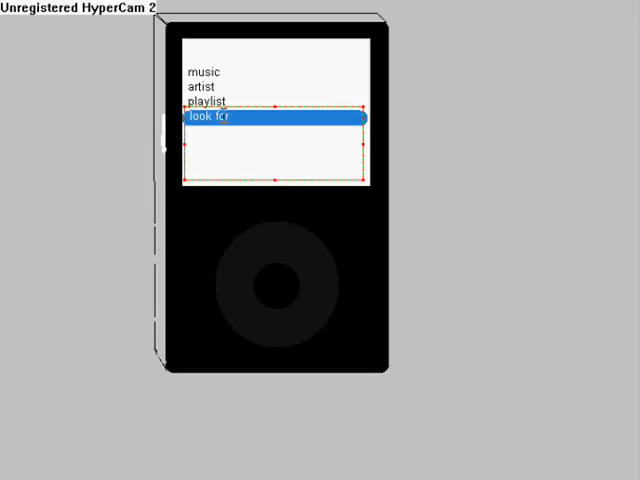 Unregistered HyperCam 2
music
artist
playlist
look for